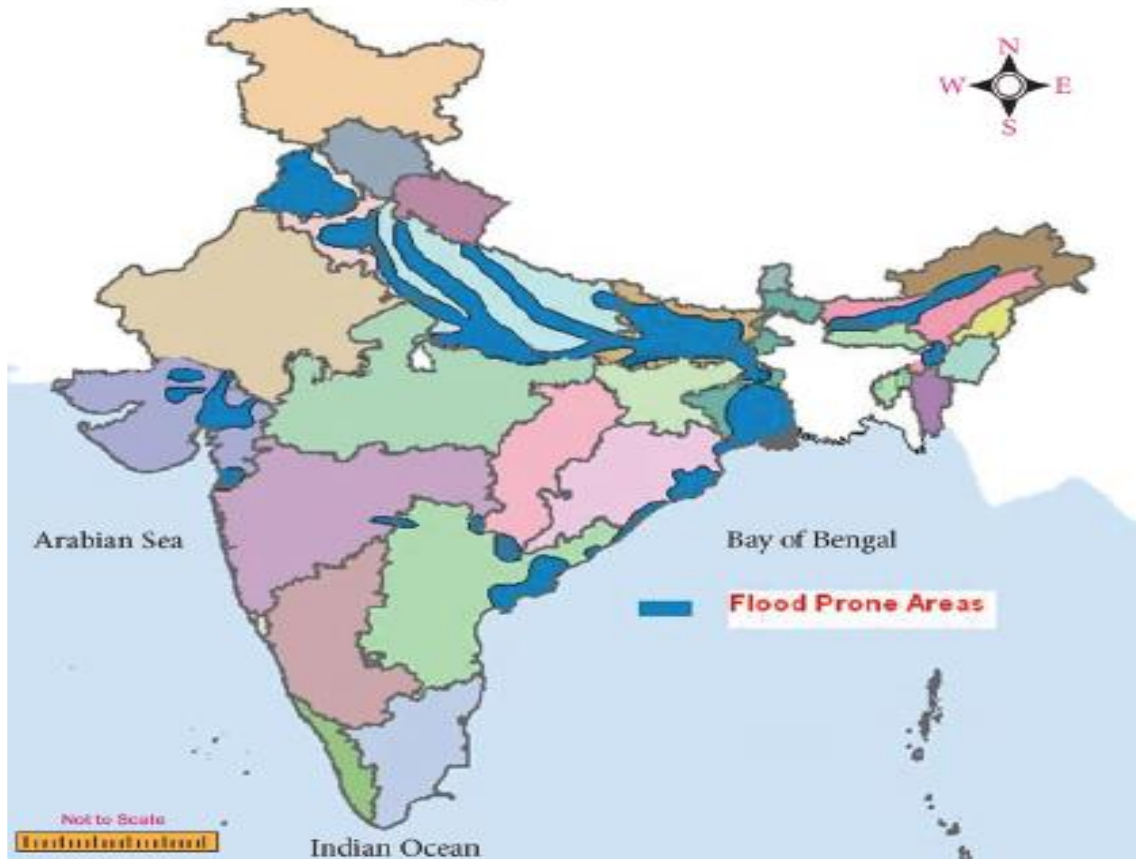 N
W E
S
Arabian Sea
Bay of Bengal
Flood Prone Areas
Not to Scale
Indian Ocean